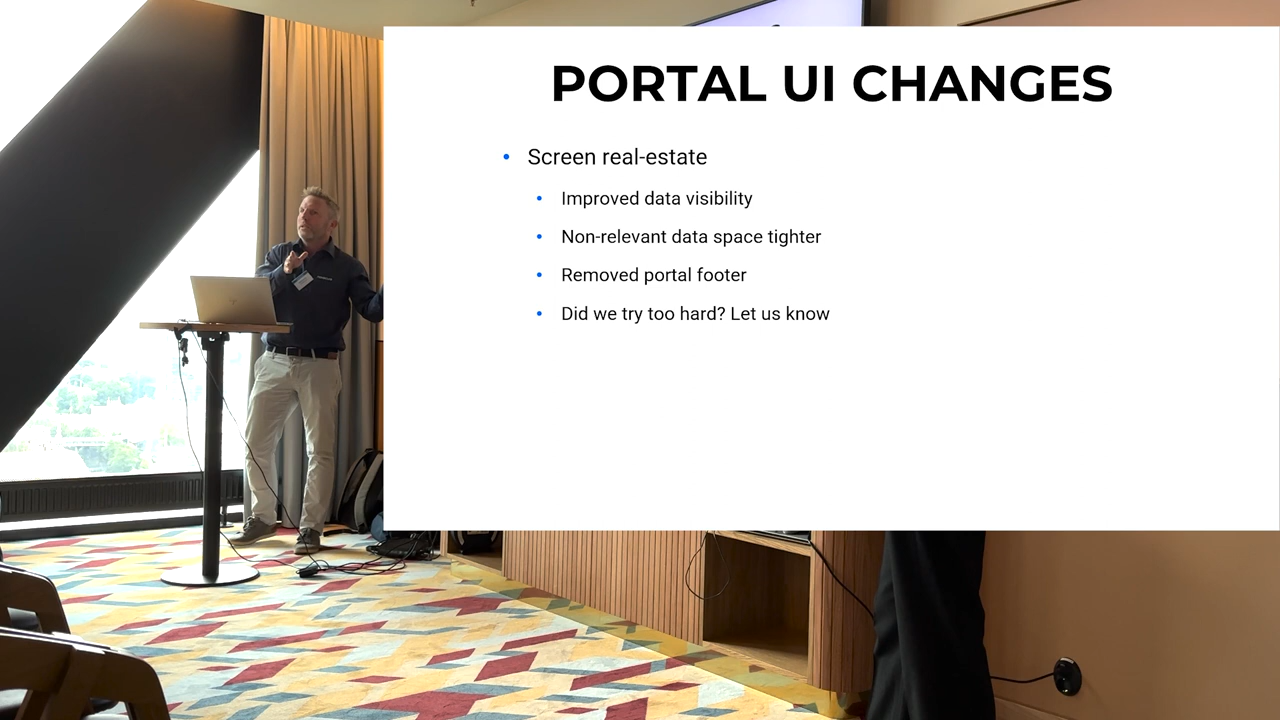 PORTAL UI CHANGES
Screen real-estate
Improved data visibility
Non-relevant data space tighter
Removed portal footer
Did we try too hard? Let us know